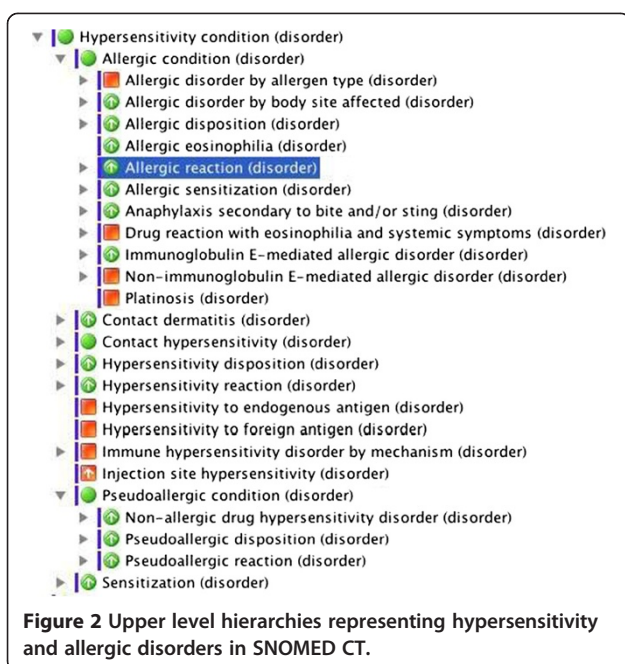 Hypersensitivity condition (disorder)
Allergic condition (disorder)
Allergic disorder by allergen type (disorder)
Allergic disorder by body site affected (disorder)
Allergic disposition (disorder)
Allergic eosinophilia (disorder)
Allergic reaction (disorder)
Allergic sensitization (disorder)
Anaphylaxis secondary to bite and/or sting (disorder)
Drug reaction with eosinophilia and systemic symptoms (disorder)
Immunoglobulin E-mediated allergic disorder (disorder)
Non-immunoglobulin E-mediated allergic disorder (disorder)
Platinosis (disorder)
Contact dermatitis (disorder)
Contact hypersensitivity (disorder)
Hypersensitivity disposition (disorder)
Hypersensitivity reaction (disorder)
Hypersensitivity to endogenous antigen (disorder)
Hypersensitivity to foreign antigen (disorder)
Immune hypersensitivity disorder by mechanism (disorder)
Injection site hypersensitivity (disorder)
Pseudoallergic condition (disorder)
Non-allergic drug hypersensitivity disorder (disorder)
Pseudoallergic disposition (disorder)
Pseudoallergic reaction (disorder)
Sensitization (disorder)
Figure 2 Upper level hierarchies representing hypersensitivity
and allergic disorders in SNOMED CT.